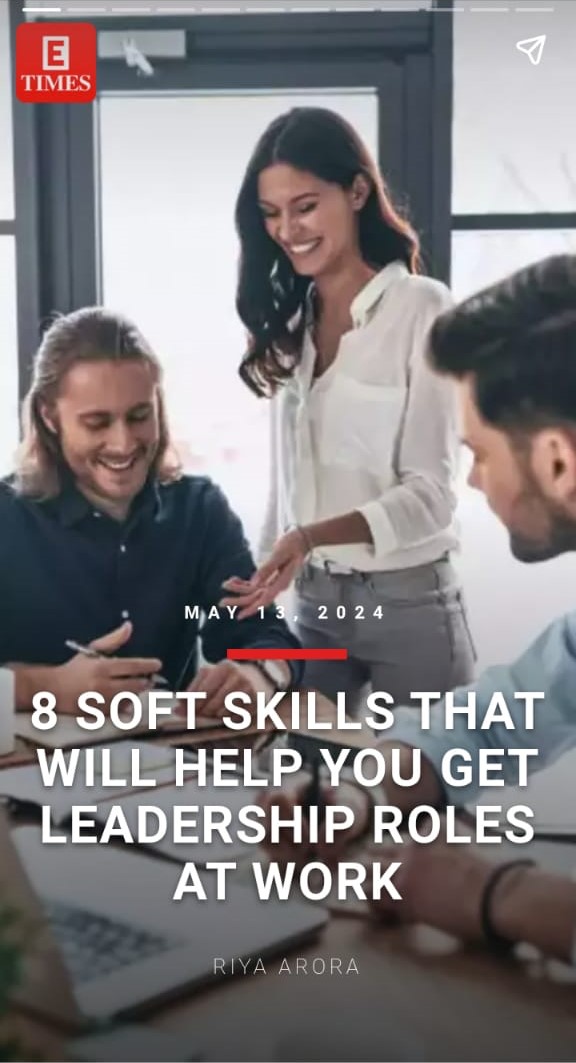 E
TIMES
MAY 13, 2024
8 SOFT SKILLS THAT
WILL HELP YOU GET
LEADERSHIP ROLES
AT WORK
RIYA ARORA